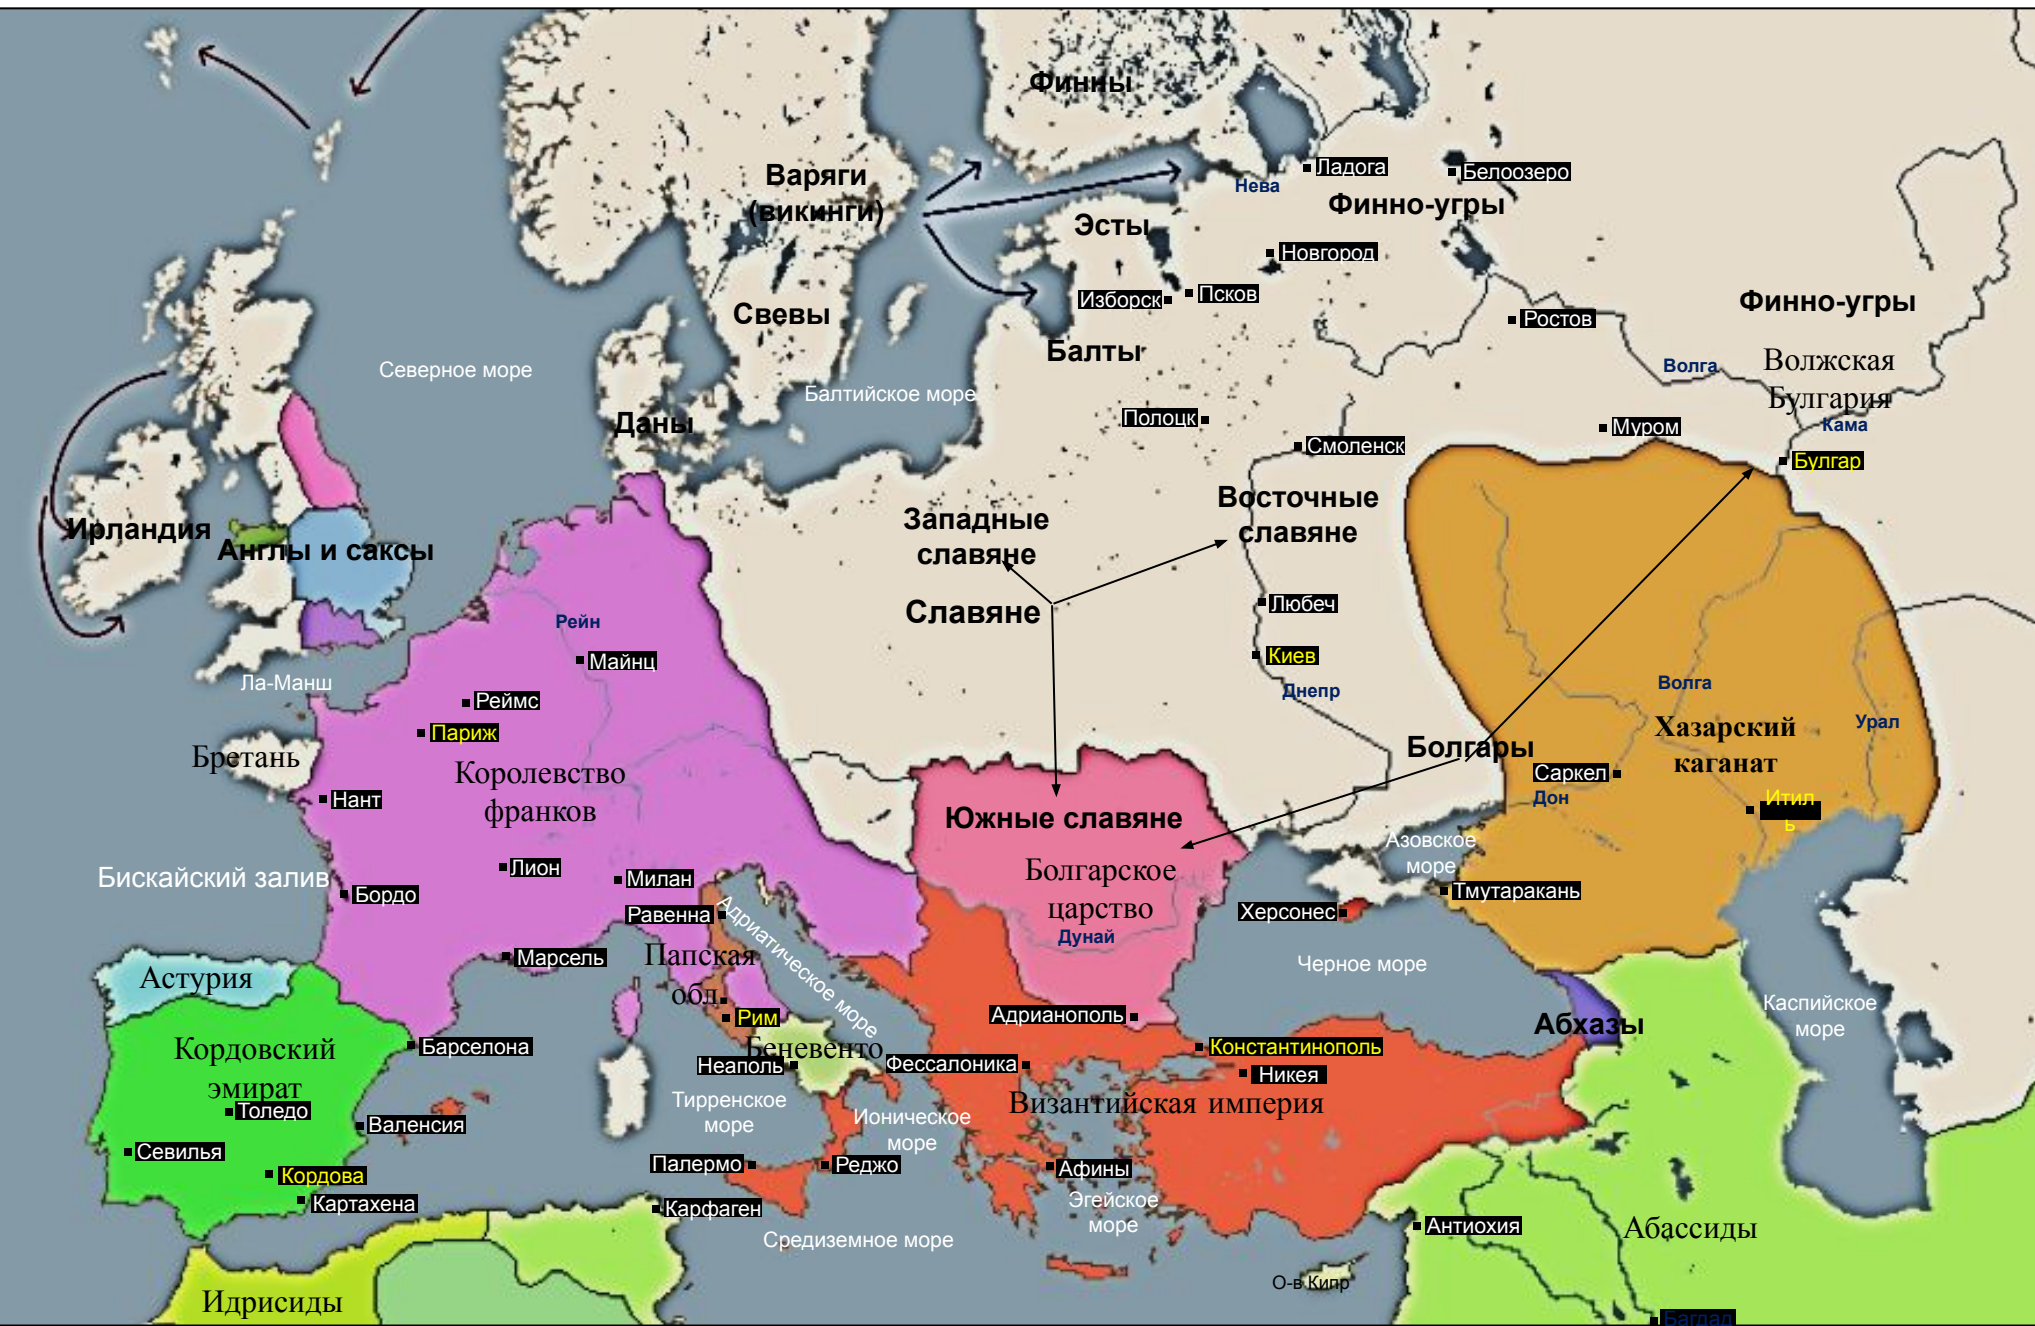 Финны
Варяги
(викинги)
Нева
Ладога
Белоозеро
Финно-угры
Эсты
Новгород
Изборск
Псков
Свевы
Финно-угры
Ростов
Балты
Волжская
Булгария
Волга
Северное море
Балтийское море
Даны
Полоцк
Смоленск
Муром
Кама
Булгар
Ирландия
Англы и саксы
Западные
славяне
Восточные
славяне
Славяне
Любеч
Рейн
Майнц
Киев
Днепр
Ла-Манш
Реймс
Париж
Волга
Хазарский
каганат
Урал
Бретань
Болгары
Саркел
Дон
Итил
ь
Королевство
франков
Нант
Южные славяне
Азовское
море
Лион
Милан
Болгарское
царство
Бискайский залив
Бордо
Тмутаракань
Равенна
Адриатическое море
Херсонес
Дунай
Марсель
Папская
обл.
Черное море
Астурия
Рим
Адрианополь
Каспийское
море
Абхазы
Кордовский
эмират
Барселона
Беневенто
Неаполь
Фессалоника
Константинополь
Никея
Толедо
Валенсия
Тирренское
море
Ионическое
море
Византийская империя
Севилья
Кордова
Картахена
Палермо
Реджо
Афины
Эгейское
море
Карфаген
Средиземное море
Антиохия
Абассиды
О-в Кипр
Идрисиды
Багдад